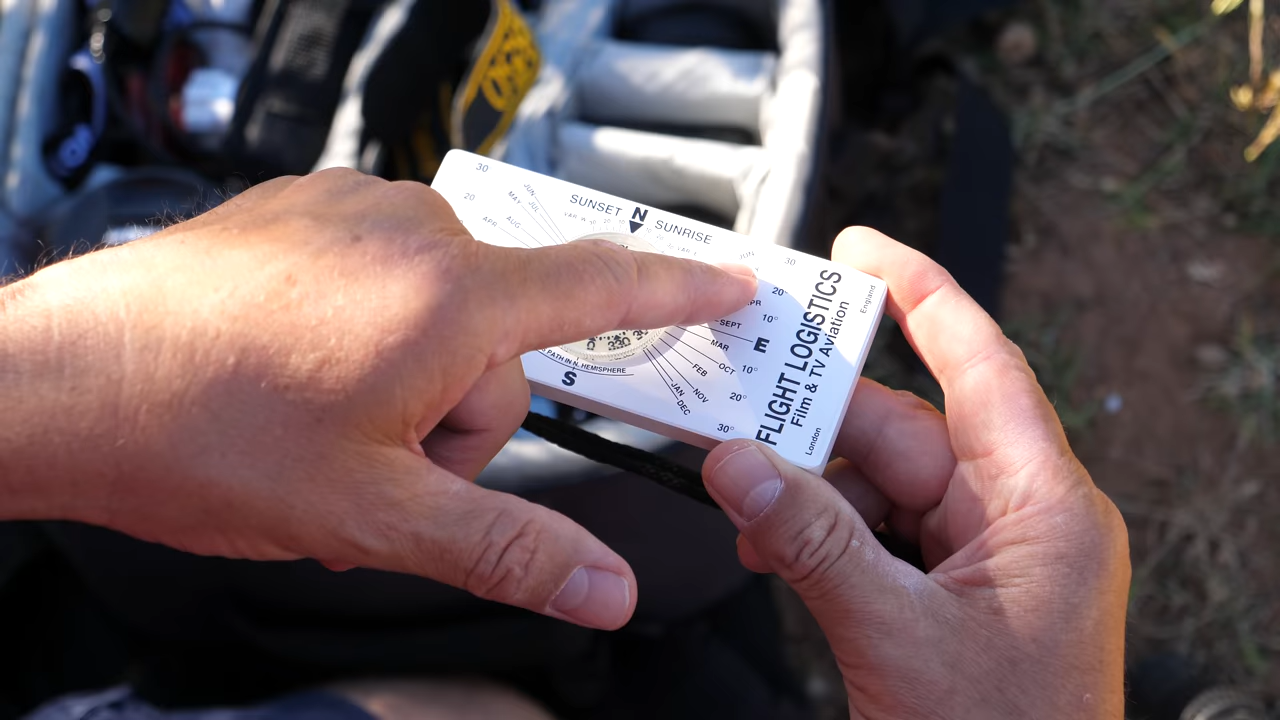 30
20
JUN
MAY
JUL
APR
AUG
SUNSET
N
SUNRISE
JUN
30
20°
10°
SEPT
MAR
E
OCT
10°
FEB
NOV
20°
JAN
DEC
30°
PATH IN N. HEMISPHERE
S
FLIGHT LOGISTICS
Film & TV Aviation
London
England